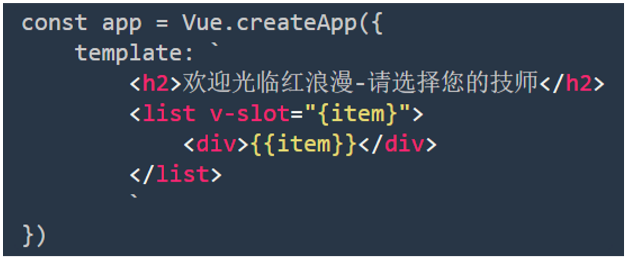 const app = Vue.createApp({
    template: `
        <h2>欢迎光临红浪漫-请选择您的技师</h2>
        <list v-slot="{item}">
            <div>{{item}}</div>
        </list>
        `
})